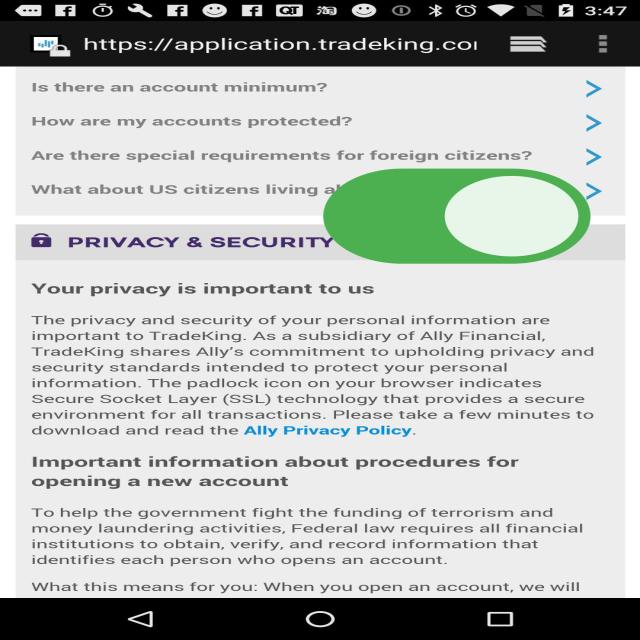 3:47
https://application.tradeking.co
Is there an account minimum?
How are my accounts protected?
Are there special requirements for foreign citizens?
What about US citizens living
PRIVACY & SECURITY
Your privacy is important to us
The privacy and security of your personal information are
important to TradeKing. As a subsidiary of Ally Financial,
TradeKing shares Ally's commitment to upholding privacy and
security standards intended to protect your personal
information. The padlock icon on your browser indicates
Secure Socket Layer (SSL) technology that provides a secure
environment for all transactions. Please take a few minutes to
download and read the Ally Privacy Policy.
Important information about procedures for
opening a new account
To help the government fight the funding of terrorism and
money laundering activities, Federal law requires all financial
institutions to obtain, verify, and record information that
identifies each person who opens an account.
What this means for you: When you open an account, we will